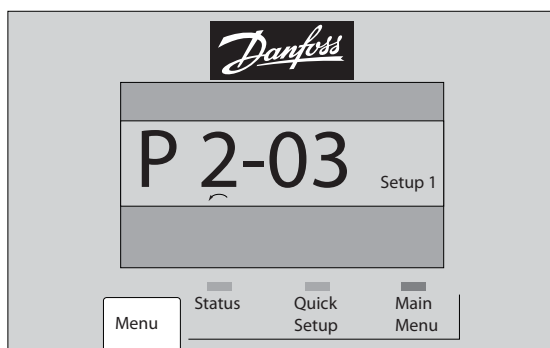 Danfoss
P 2-03 Setup 1
Menu
Status
Quick
Setup
Main
Menu